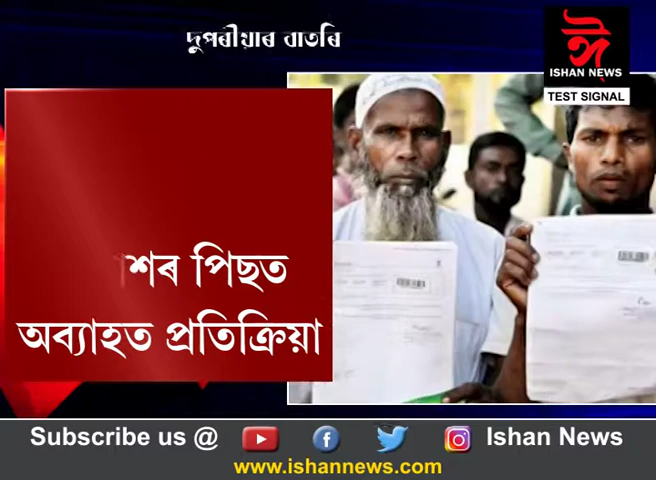 দুপৰীয়াৰ বাতৰি
ঈ
ISHAN NEWS
TEST SIGNAL
শৰ পিছত
অব্যাহত প্ৰতিক্ৰিয়া
Subscribe us @ Ishan News
www.ishannews.com